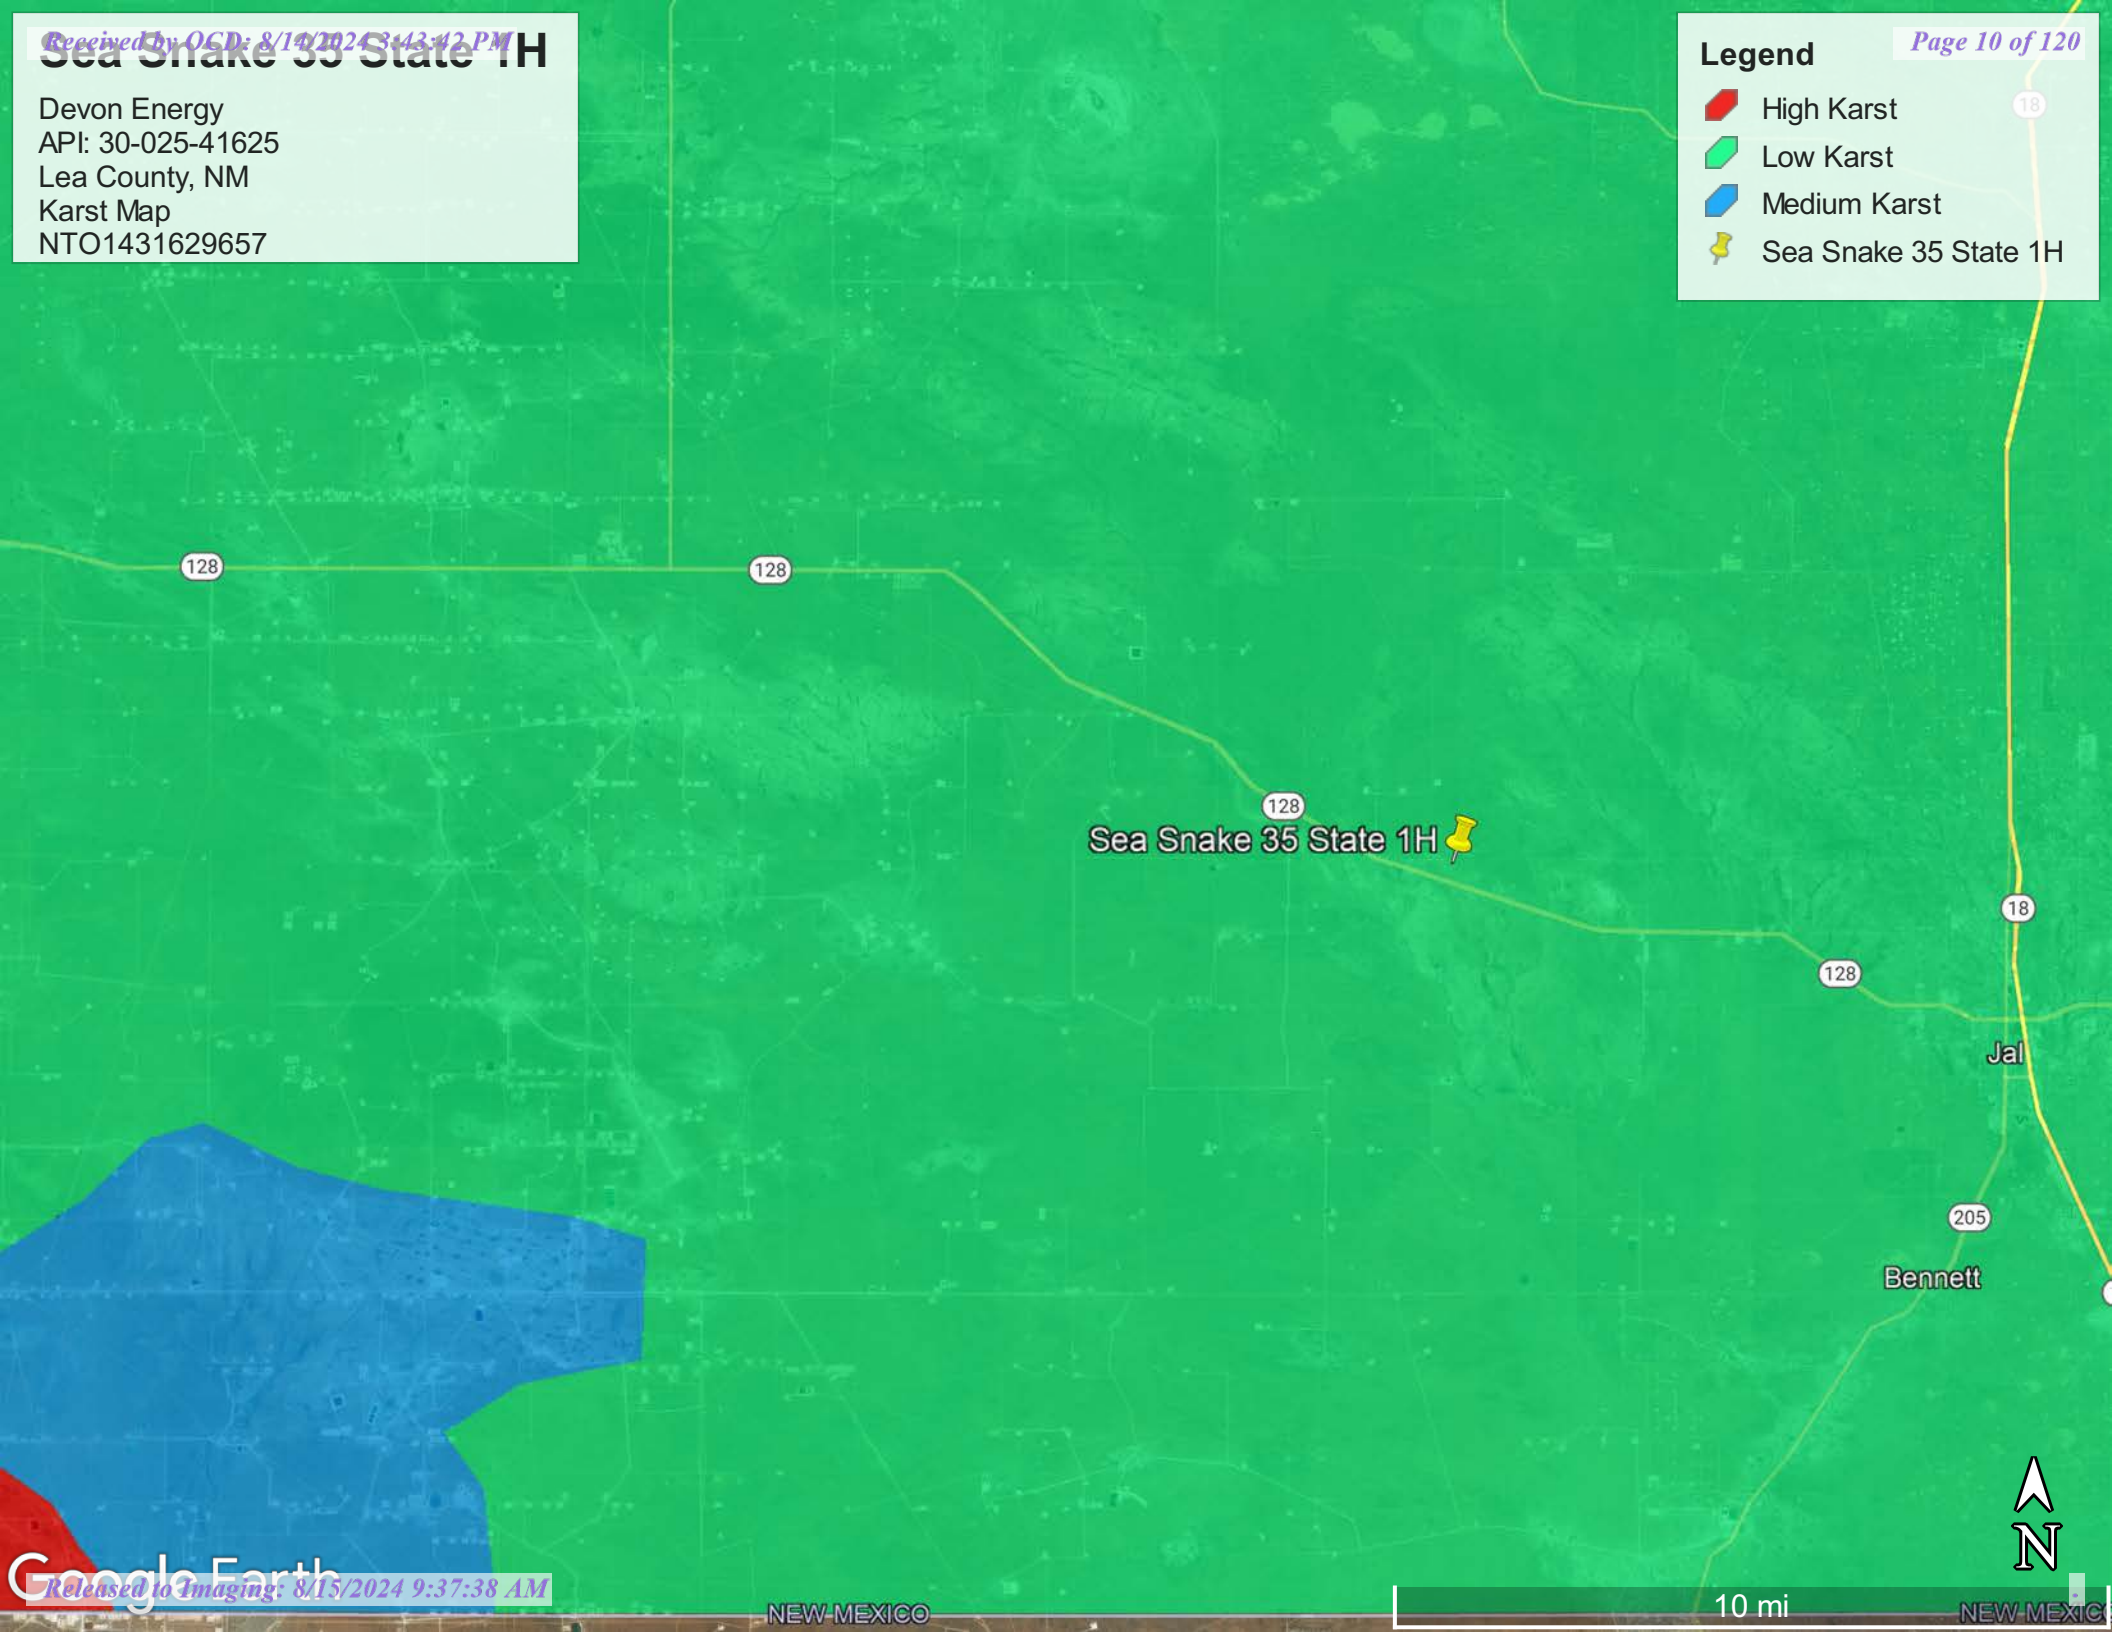 Received by OCD: 8/14/2024 3:43:42 PM
Sea Snake 35 State 1H
Devon Energy
API: 30-025-41625
Lea County, NM
Karst Map
NTO1431629657
Page 10 of 120
Legend
High Karst
Low Karst
Medium Karst
Sea Snake 35 State 1H
18
128
128
128
Sea Snake 35 State 1H
18
128
Jal
205
Bennett
N
Google Earth
Released to Imaging: 8/15/2024 9:37:38 AM
10 mi
NEW MEXICO
NEW MEXICO